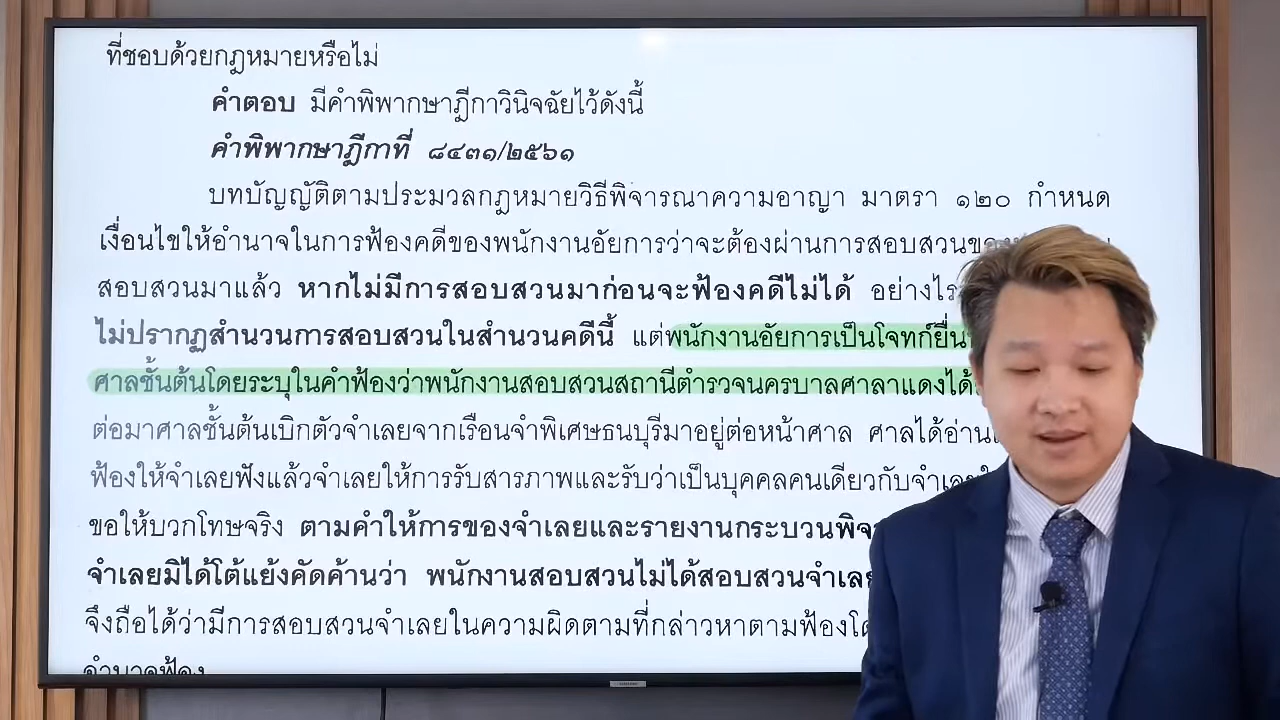 ที่ชอบด้วยกฎหมายหรือไม่
คำตอบ มีคำพิพากษาฎีกาวินิจฉัยไว้ดังนี้
คำพิพากษาฎีกาที่ ๘๔๓๑/๒๕๖๑
บทบัญญัติตามประมวลกฎหมายวิธีพิจารณาความอาญา มาตรา ๑๒๐ กำหนด
เงื่อนไขให้อำนาจในการฟ้องคดีของพนักงานอัยการว่าจะต้องผ่านการสอบสวน
สอบสวนมาแล้ว หากไม่มีการสอบสวนมาก่อนจะฟ้องคดีไม่ได้
ไม่ปรากฏสำนวนการสอบสวนในสำนวนคดีนี้ แต่พนักงานอัยการเป็นโจทก์ยื่น
ศาลชั้นต้นโดยระบุในคำฟ้องว่าพนักงานสอบสวนสถานีตำรวจนครบาลศาลาแดงได้
ต่อมาศาลชั้นต้นเบิกตัวจำเลยจากเรือนจำพิเศษธนบุรีมาอยู่ต่อหน้าศาล ศาลได้อ่าน
ฟ้องให้จำเลยฟังแล้วจำเลยให้การรับสารภาพและรับว่าเป็นบุคคลคนเดียวกับ
ขอให้บวกโทษจริง ตามคำให้การของจำเลยและรายงานกระบวน
จำเลยมิได้โต้แย้งคัดค้านว่า พนักงานสอบสวนไม่ได้สอบสวน
จึงถือได้ว่ามีการสอบสวนจำเลยในความผิดตามที่กล่าวหาตามฟ้อง
อำนาจฟ้อง
SAMSUNG